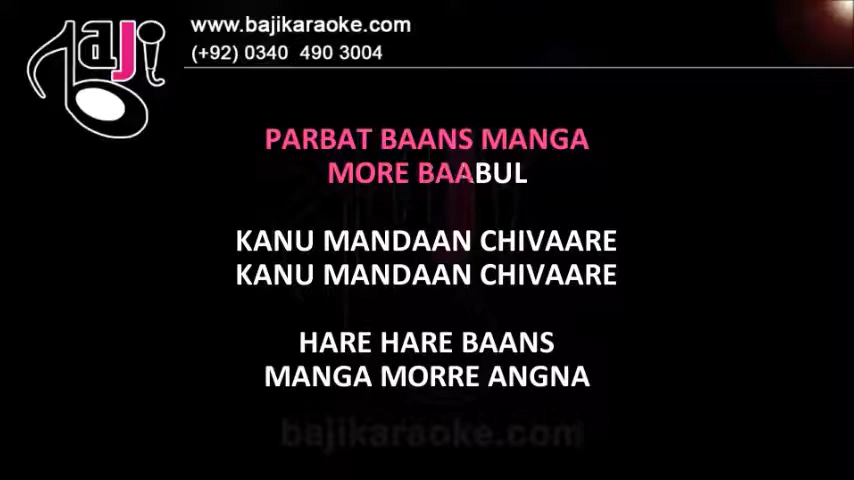 www.bajikaraoke.com
(+92) 0340 490 3004
Baji
PARBAT BAANS MANGA
MORE BAABUL
KANU MANDAAN CHIVAARE
KANU MANDAAN CHIVAARE
HARE HARE BAANS
MANGA MORRE ANGNA
bajikaraoke.com